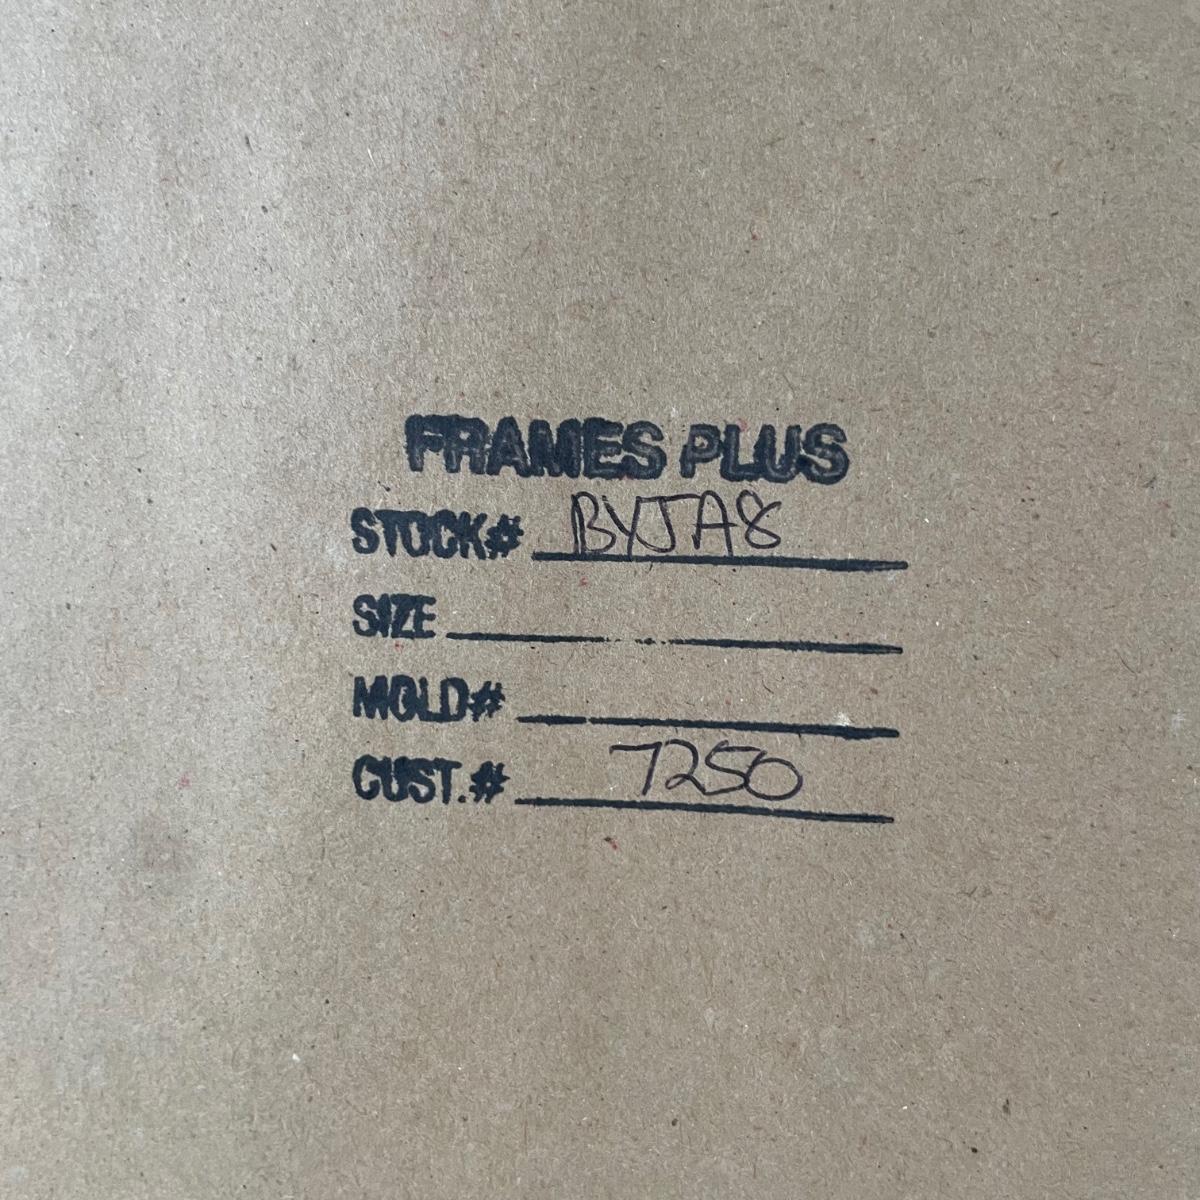 FRAMES PLUS
STOCK# BYJA8
SIZE
MOLD#
CUST.# 7250